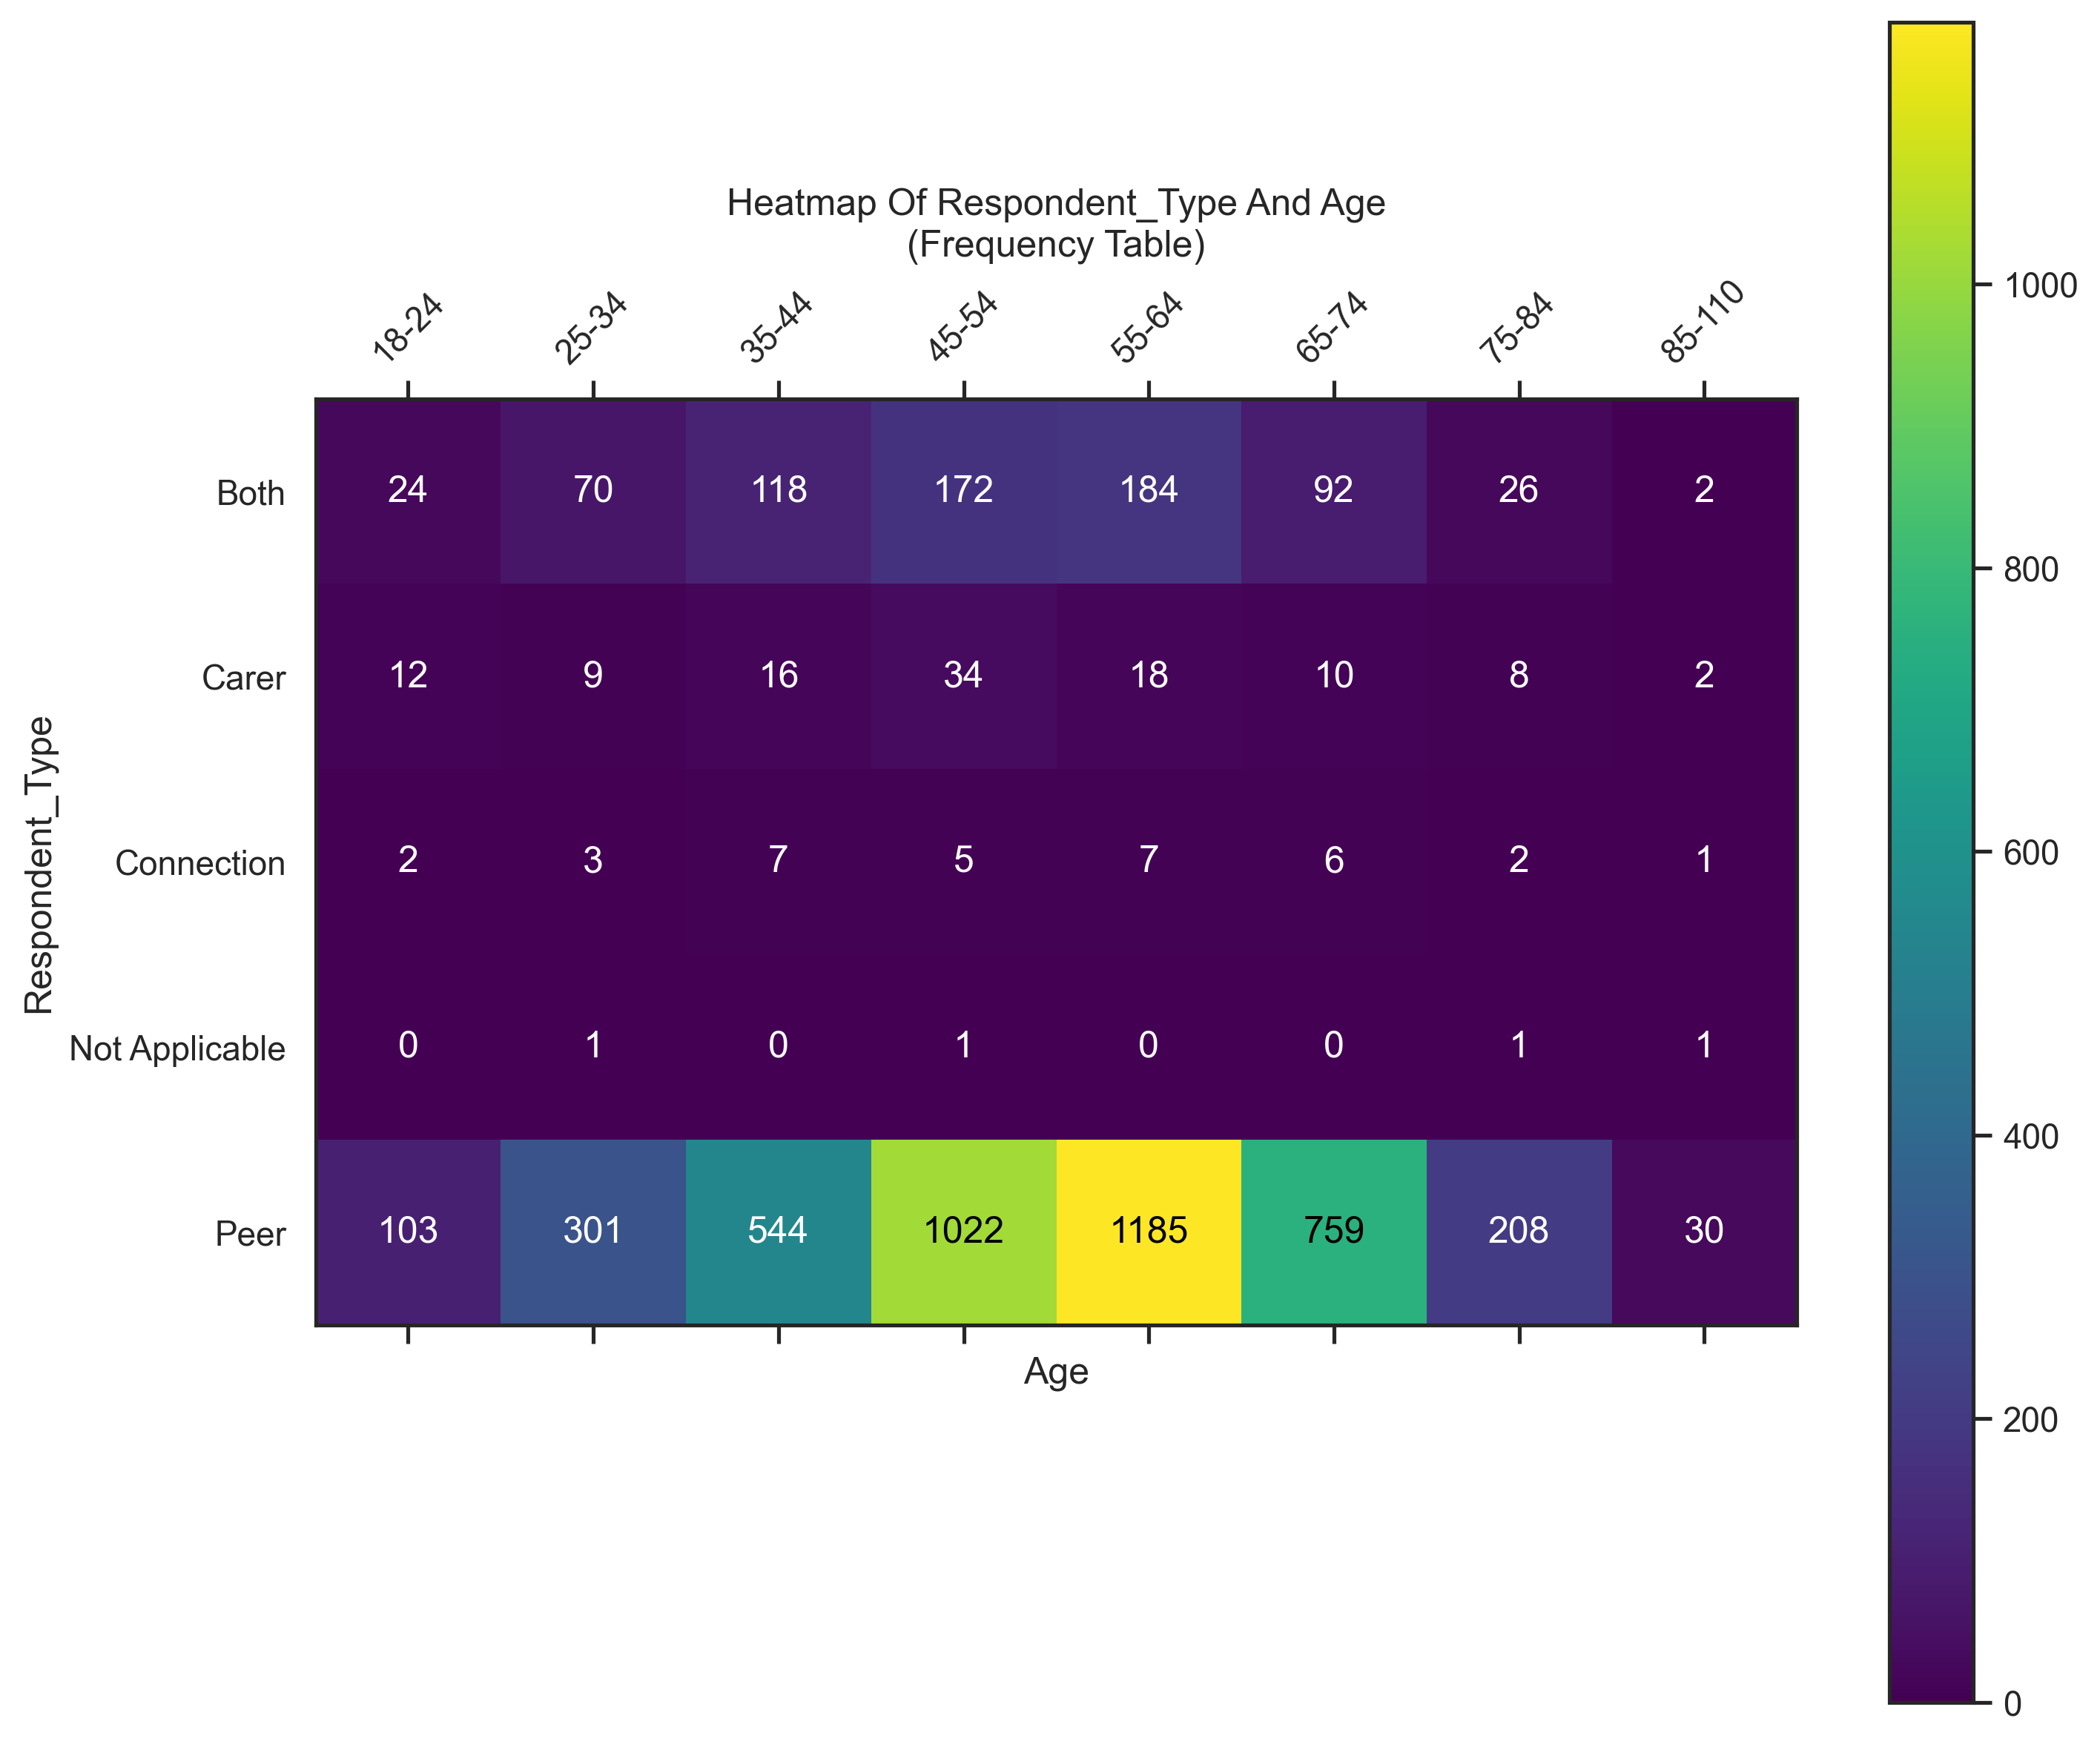 Heatmap Of Respondent_Type And Age
(Frequency Table)
18-24 25-34 35-44 45-54 55-64 65-74 75-84 85-110
Respondent_Type
Both 24 70 118 172 184 92 26 2
Carer 12 9 16 34 18 10 8 2
Connection 2 3 7 5 7 6 2 1
Not Applicable 0 1 0 1 0 0 1 1
Peer 103 301 544 1022 1185 759 208 30
Age
1000
800
600
400
200
0